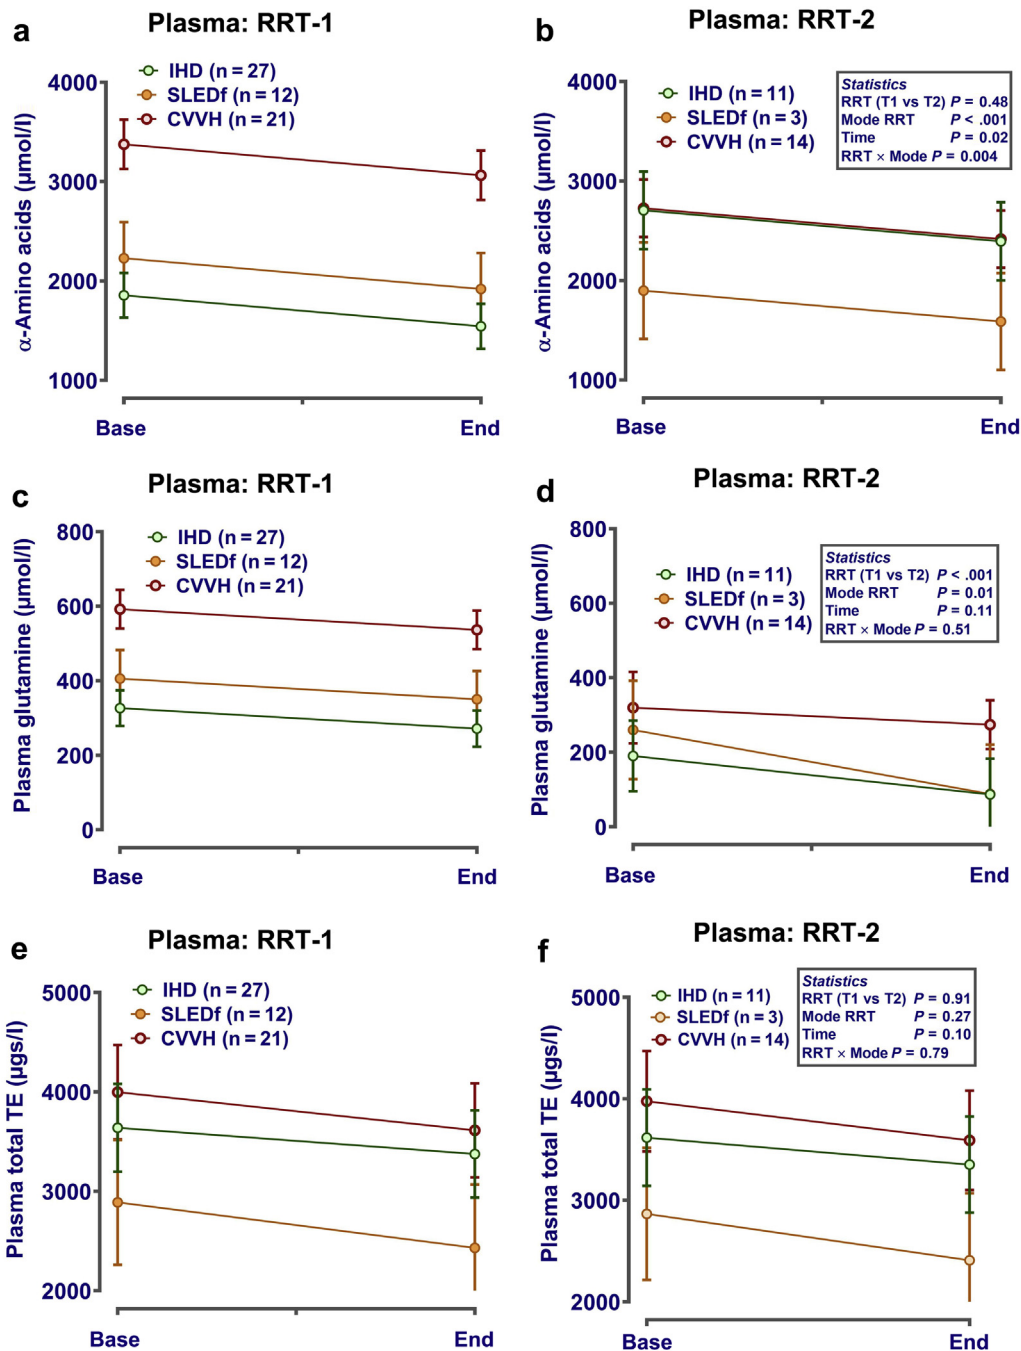 a
Plasma: RRT-1
IHD (n = 27)
SLEDf (n = 12)
CVVH (n = 21)
α-Amino acids (µmol/l)
4000
3000
2000
1000
Base
End
b
Plasma: RRT-2
IHD (n = 11)
SLEDf (n = 3)
CVVH (n = 14)
Statistics
RRT (T1 vs T2) P = 0.48
Mode RRT P < .001
Time P = 0.02
RRT × Mode P = 0.004
α-Amino acids (µmol/l)
4000
3000
2000
1000
Base
End
c
Plasma: RRT-1
IHD (n = 27)
SLEDf (n = 12)
CVVH (n = 21)
Plasma glutamine (µmol/l)
800
600
400
200
0
Base
End
d
Plasma: RRT-2
IHD (n = 11)
SLEDf (n = 3)
CVVH (n = 14)
Statistics
RRT (T1 vs T2) P < .001
Mode RRT P = 0.01
Time P = 0.11
RRT × Mode P = 0.51
Plasma glutamine (µmol/l)
800
600
400
200
0
Base
End
e
Plasma: RRT-1
IHD (n = 27)
SLEDf (n = 12)
CVVH (n = 21)
Plasma total TE (µgs/l)
5000
4000
3000
2000
Base
End
f
Plasma: RRT-2
IHD (n = 11)
SLEDf (n = 3)
CVVH (n = 14)
Statistics
RRT (T1 vs T2) P = 0.91
Mode RRT P = 0.27
Time P = 0.10
RRT × Mode P = 0.79
Plasma total TE (µgs/l)
5000
4000
3000
2000
Base
End